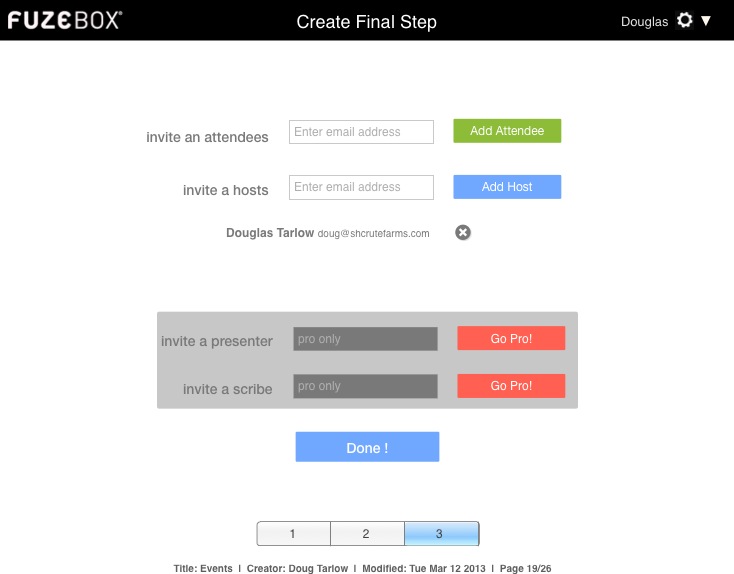 FUZEBOX Create Final Step Douglas ▼
invite an attendees Enter email address Add Attendee
invite a hosts Enter email address Add Host
Douglas Tarlow doug@shcrutefarms.com
invite a presenter pro only Go Pro!
invite a scribe pro only Go Pro!
Done !
1 2 3
Title: Events I Creator: Doug Tarlow I Modified: Tue Mar 12 2013 I Page 19/26